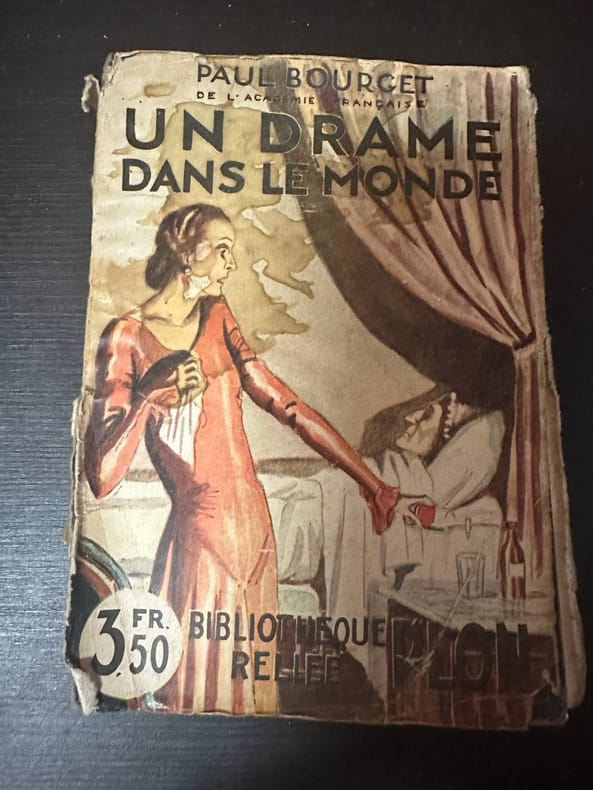 PAUL BOURGET
DE L'ACADÉMIE FRANÇAISE
UN DRAME
DANS LE MONDE
3 FR. 50
BIBLIOTHÈQUE
RELIÉE
PLON